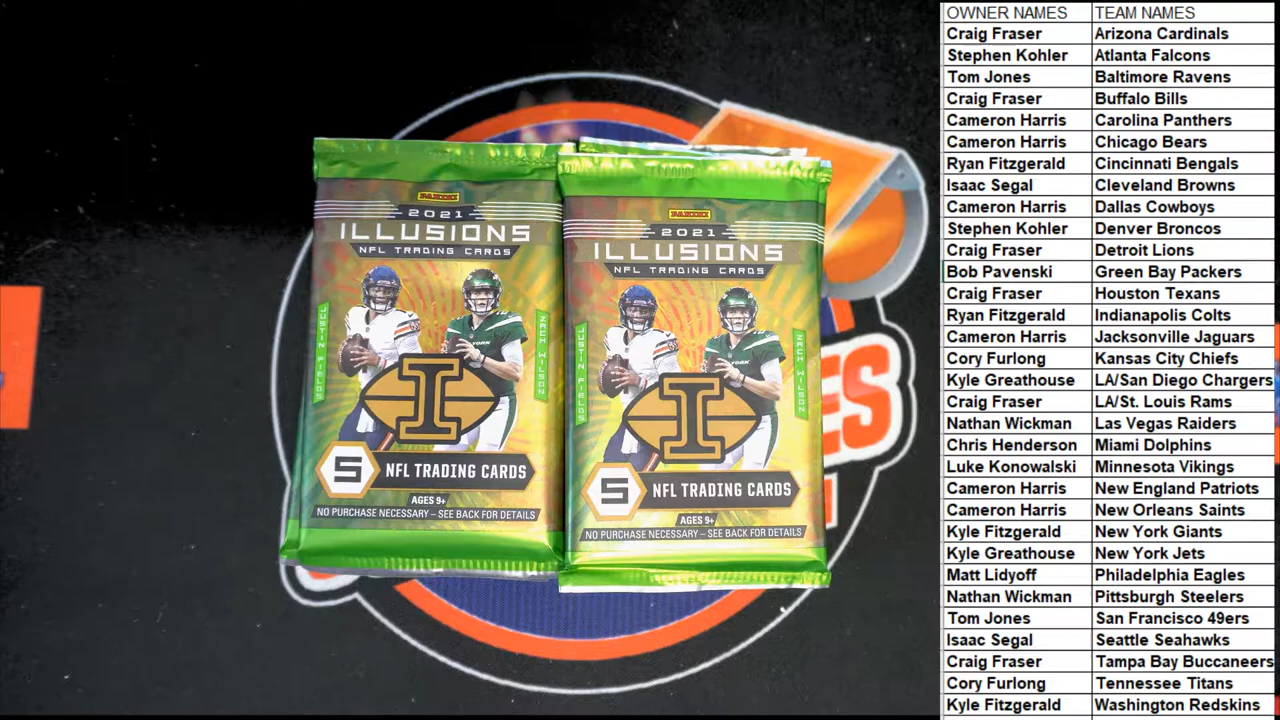 PANINI
2021
ILLUSIONS
NFL TRADING CARDS
JUSTIN FIELDS
ZACH WILSON
I
5 NFL TRADING CARDS
AGES 9+
NO PURCHASE NECESSARY – SEE BACK FOR DETAILS
PANINI
2021
ILLUSIONS
NFL TRADING CARDS
JUSTIN FIELDS
ZACH WILSON
I
5 NFL TRADING CARDS
AGES 9+
NO PURCHASE NECESSARY – SEE BACK FOR DETAILS
OWNER NAMES TEAM NAMES
Craig Fraser Arizona Cardinals
Stephen Kohler Atlanta Falcons
Tom Jones Baltimore Ravens
Craig Fraser Buffalo Bills
Cameron Harris Carolina Panthers
Cameron Harris Chicago Bears
Ryan Fitzgerald Cincinnati Bengals
Isaac Segal Cleveland Browns
Cameron Harris Dallas Cowboys
Stephen Kohler Denver Broncos
Craig Fraser Detroit Lions
Bob Pavenski Green Bay Packers
Craig Fraser Houston Texans
Ryan Fitzgerald Indianapolis Colts
Cameron Harris Jacksonville Jaguars
Cory Furlong Kansas City Chiefs
Kyle Greathouse LA/San Diego Chargers
Craig Fraser LA/St. Louis Rams
Nathan Wickman Las Vegas Raiders
Chris Henderson Miami Dolphins
Luke Konowalski Minnesota Vikings
Cameron Harris New England Patriots
Cameron Harris New Orleans Saints
Kyle Fitzgerald New York Giants
Kyle Greathouse New York Jets
Matt Lidyoff Philadelphia Eagles
Nathan Wickman Pittsburgh Steelers
Tom Jones San Francisco 49ers
Isaac Segal Seattle Seahawks
Craig Fraser Tampa Bay Buccaneers
Cory Furlong Tennessee Titans
Kyle Fitzgerald Washington Redskins